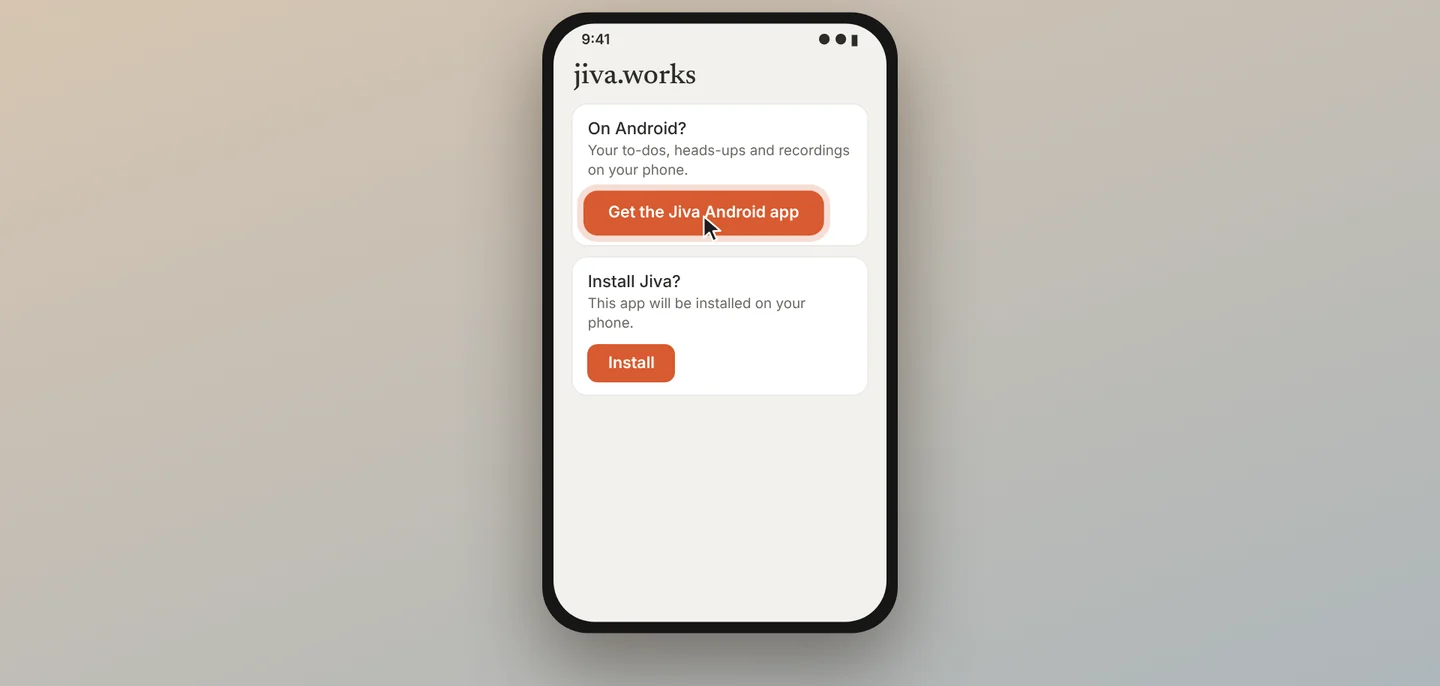 9:41
jiva.works
On Android?
Your to-dos, heads-ups and recordings
on your phone.
Get the Jiva Android app
Install Jiva?
This app will be installed on your
phone.
Install